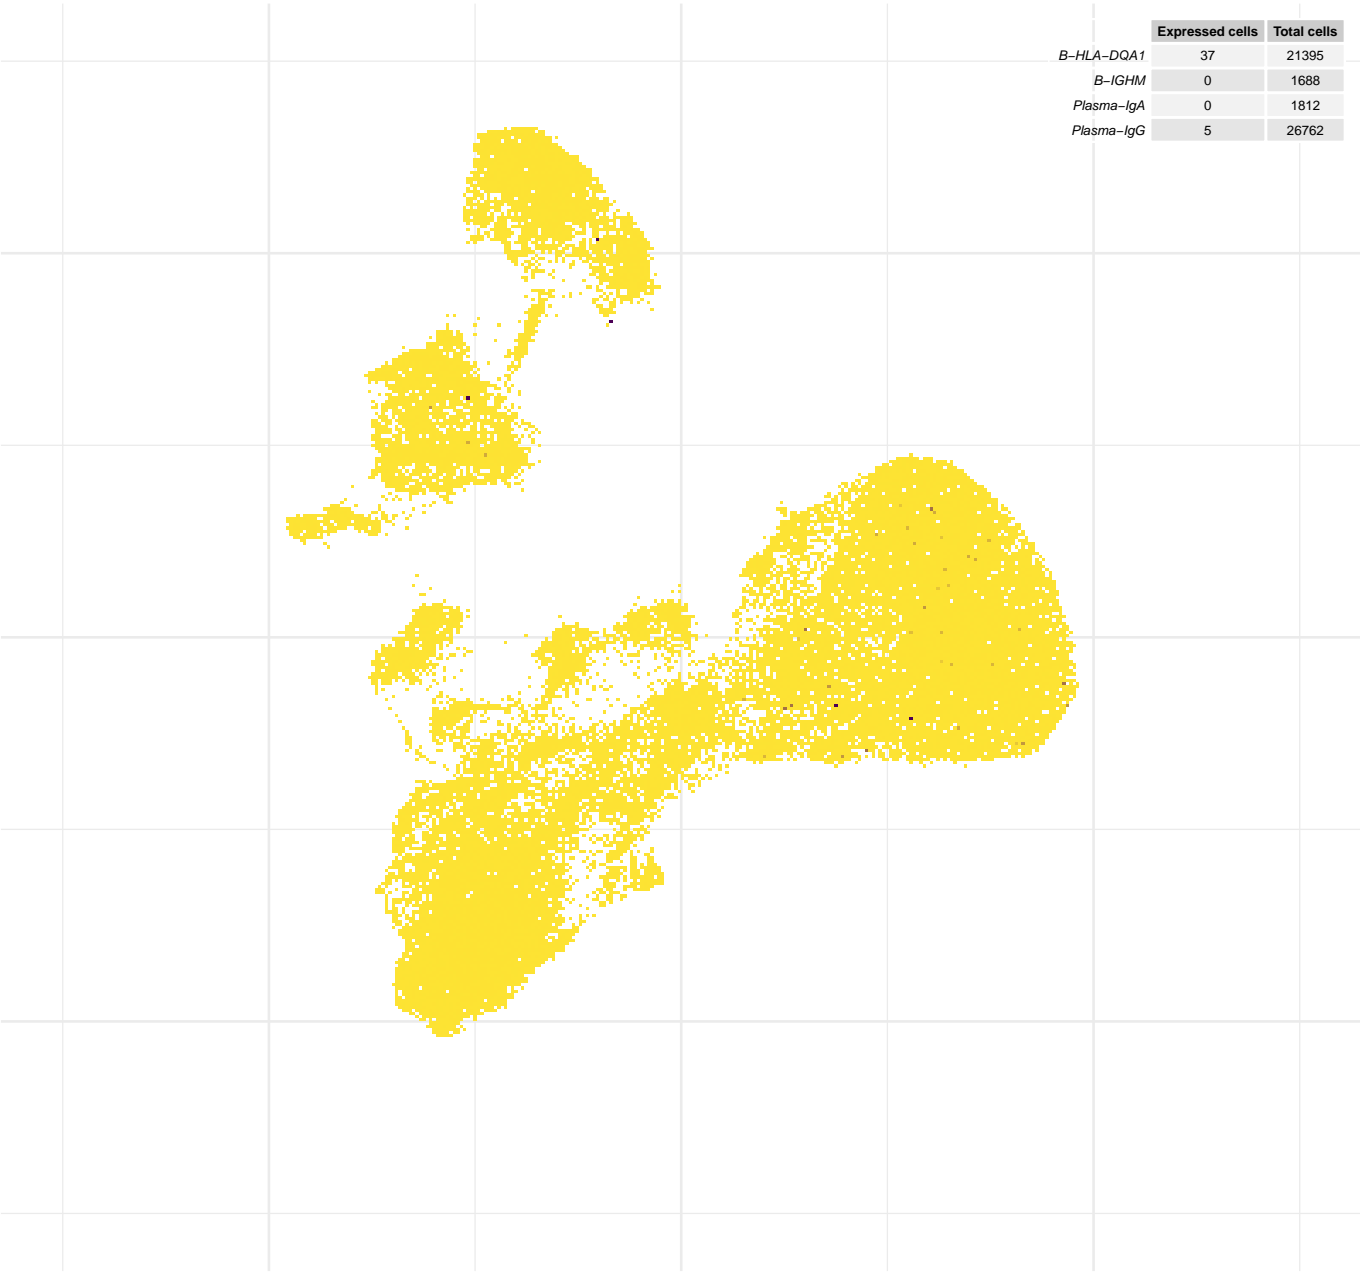 Expressed cells Total cells
B−HLA−DQA1 37 21395
B−IGHM 0 1688
Plasma−IgA 0 1812
Plasma−IgG 5 26762